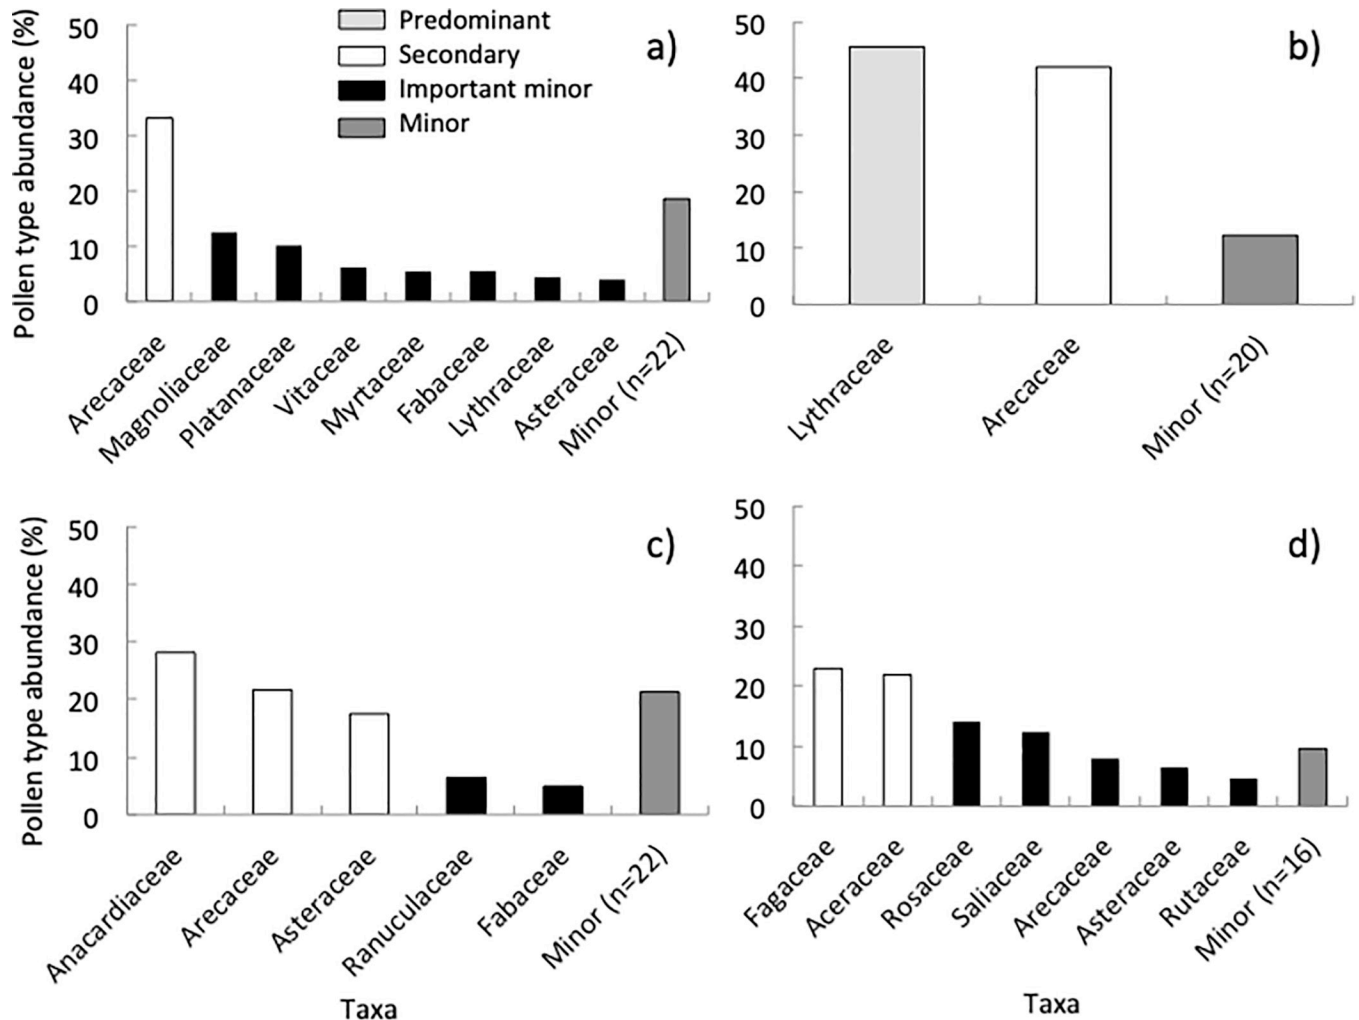 Pollen type abundance (%)
50
40
30
20
10
0
Predominant
Secondary
Important minor
Minor
a)
Arecaceae
Magnoliaceae
Platanaceae
Vitaceae
Myrtaceae
Fabaceae
Lythraceae
Asteraceae
Minor (n=22)
50
40
30
20
10
0
b)
Lythraceae
Arecaceae
Minor (n=20)
Pollen type abundance (%)
50
40
30
20
10
0
c)
Anacardiaceae
Arecaceae
Asteraceae
Ranuculaceae
Fabaceae
Minor (n=22)
Taxa
50
40
30
20
10
0
d)
Fagaceae
Aceraceae
Rosaceae
Saliaceae
Arecaceae
Asteraceae
Rutaceae
Minor (n=16)
Taxa